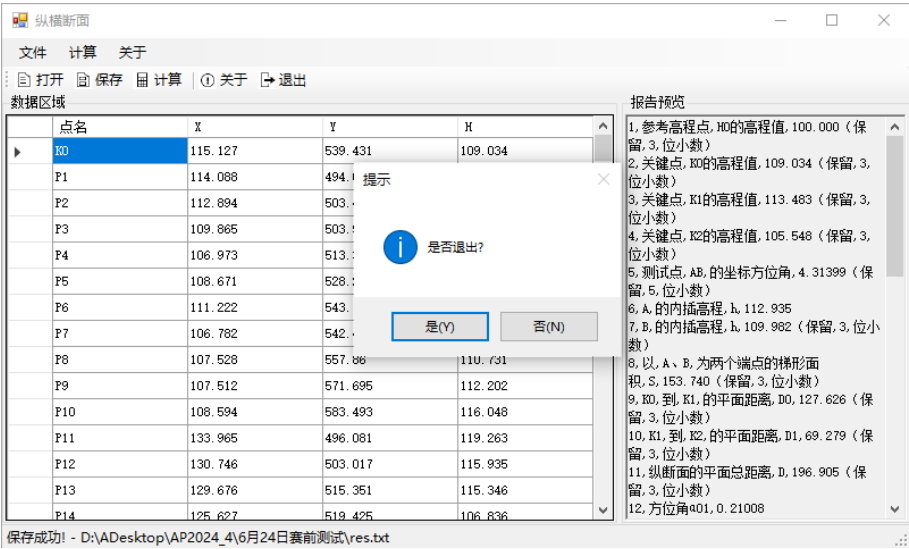 纵横断面
文件 计算 关于
打开 保存 计算 关于 退出
数据区域
点名 X Y H
K0 115.127 539.431 109.034
P1 114.088 494.
P2 112.894 503.
P3 109.865 503.
P4 106.973 513.
P5 108.671 528.
P6 111.222 543.
P7 106.782 542.
P8 107.528 557.86 110.731
P9 107.512 571.695 112.202
P10 108.594 583.493 116.048
P11 133.965 496.081 119.263
P12 130.746 503.017 115.935
P13 129.676 515.351 115.346
P14 125.627 519.425 106.836
提示
是否退出?
是(Y) 否(N)
报告预览
1,参考高程点,H0的高程值,100.000（保
留,3,位小数）
2,关键点,K0的高程值,109.034（保留,3,
位小数）
3,关键点,K1的高程值,113.483（保留,3,
位小数）
4,关键点,K2的高程值,105.548（保留,3,
位小数）
5,测试点,AB,的坐标方位角,4.31399（保
留,5,位小数）
6,A,的内插高程,h,112.935
7,B,的内插高程,h,109.982（保留,3,位小
数）
8,以,A、B,为两个端点的梯形面
积,S,153.740（保留,3,位小数）
9,K0,到,K1,的平面距离,D0,127.626（保
留,3,位小数）
10,K1,到,K2,的平面距离,D1,69.279（保
留,3,位小数）
11,纵断面的平面总距离,D,196.905（保
留,3,位小数）
12,方位角α01,0.21008
保存成功! - D:\ADesktop\AP2024_4\6月24日赛前测试\res.txt